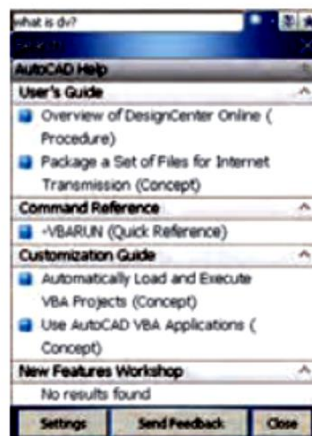 what is dv?
AutoCAD Help
User's Guide
Overview of DesignCenter Online (
Procedure)
Package a Set of Files for Internet
Transmission (Concept)
Command Reference
-VBARUN (Quick Reference)
Customization Guide
Automatically Load and Execute
VBA Projects (Concept)
Use AutoCAD VBA Applications (
Concept)
New Features Workshop
No results found
Settings Send Feedback Close